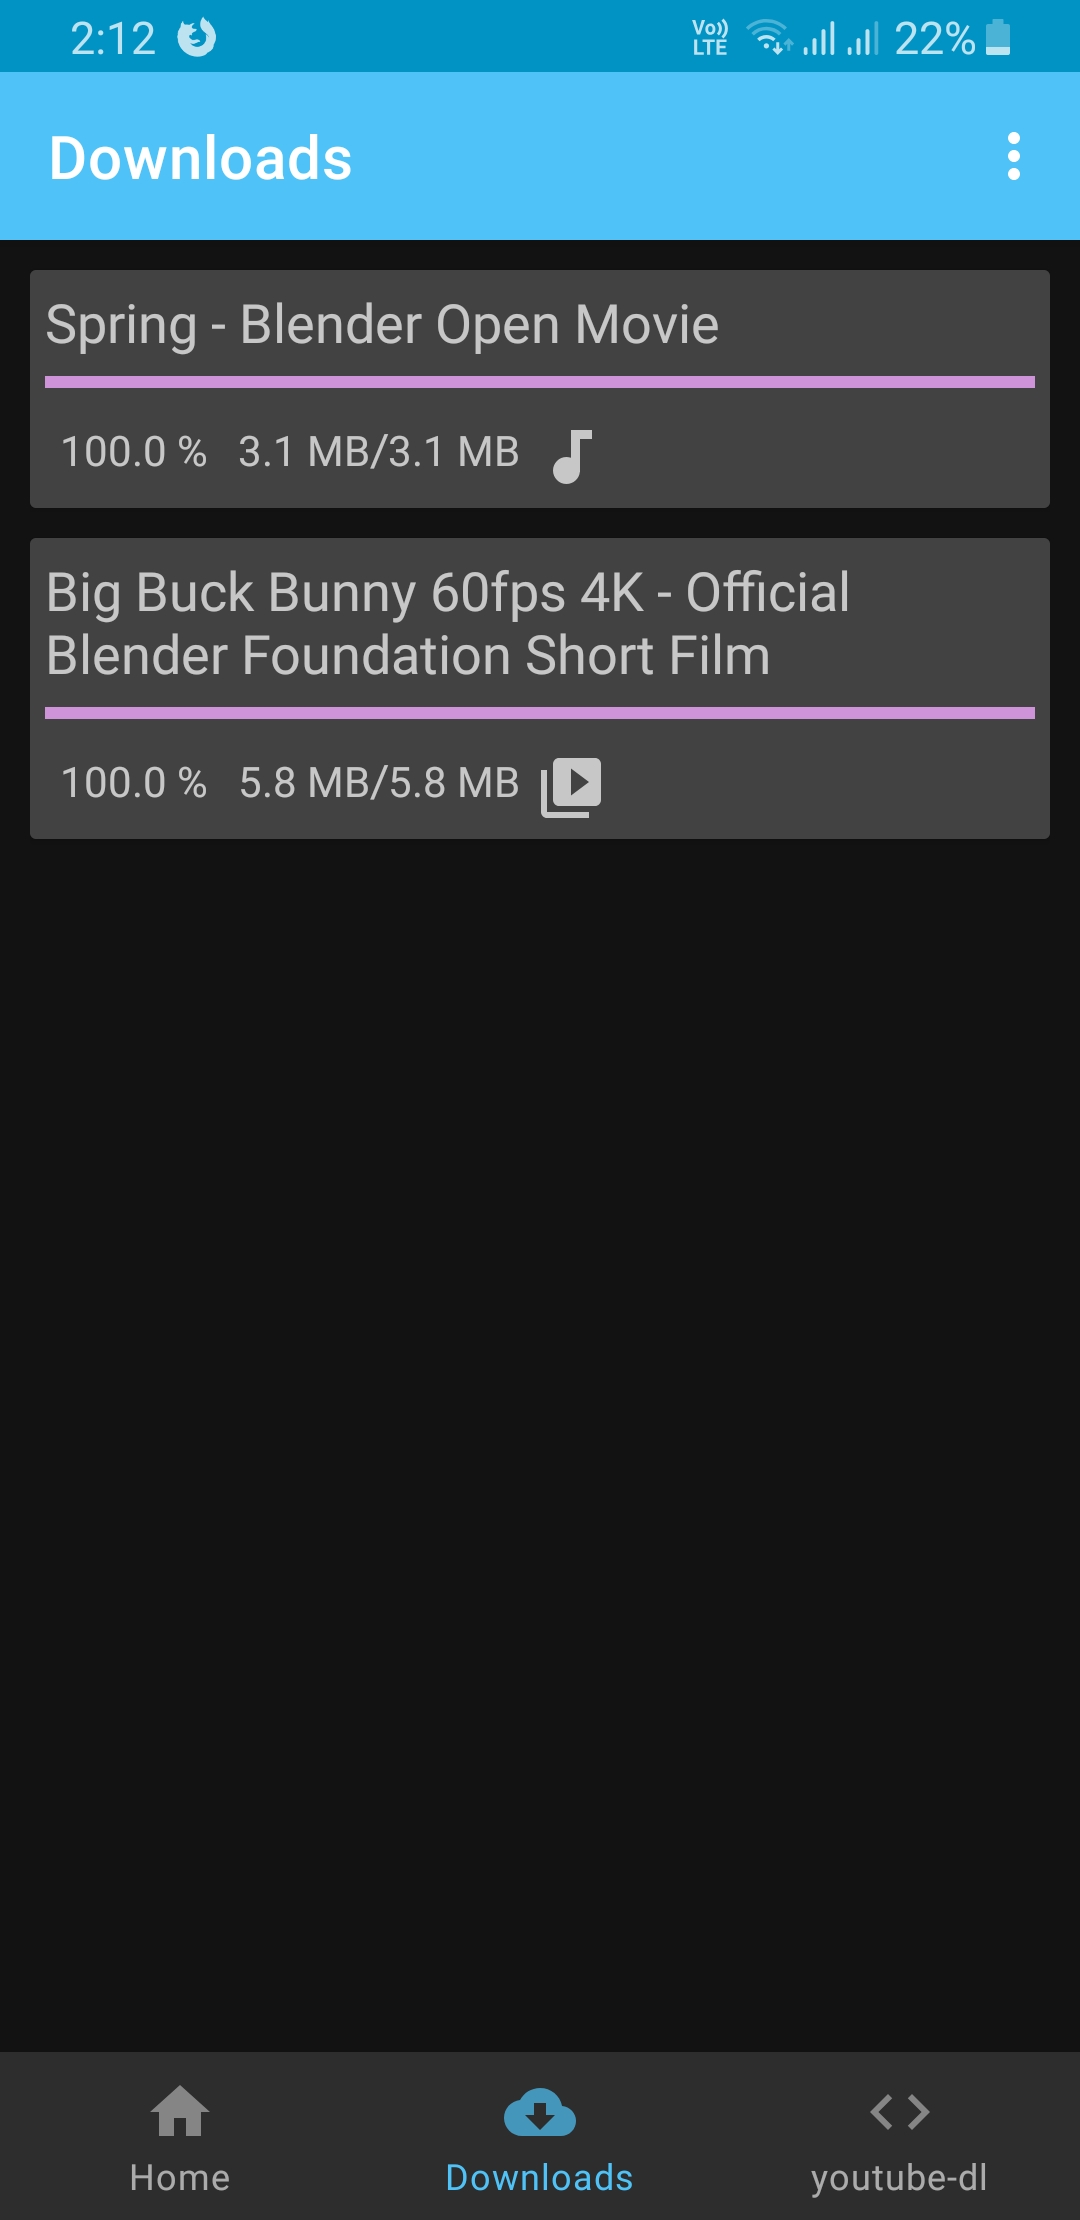 2:12 Vo)) LTE 22%
Downloads
Spring - Blender Open Movie
100.0 % 3.1 MB/3.1 MB
Big Buck Bunny 60fps 4K - Official
Blender Foundation Short Film
100.0 % 5.8 MB/5.8 MB
Home Downloads youtube-dl